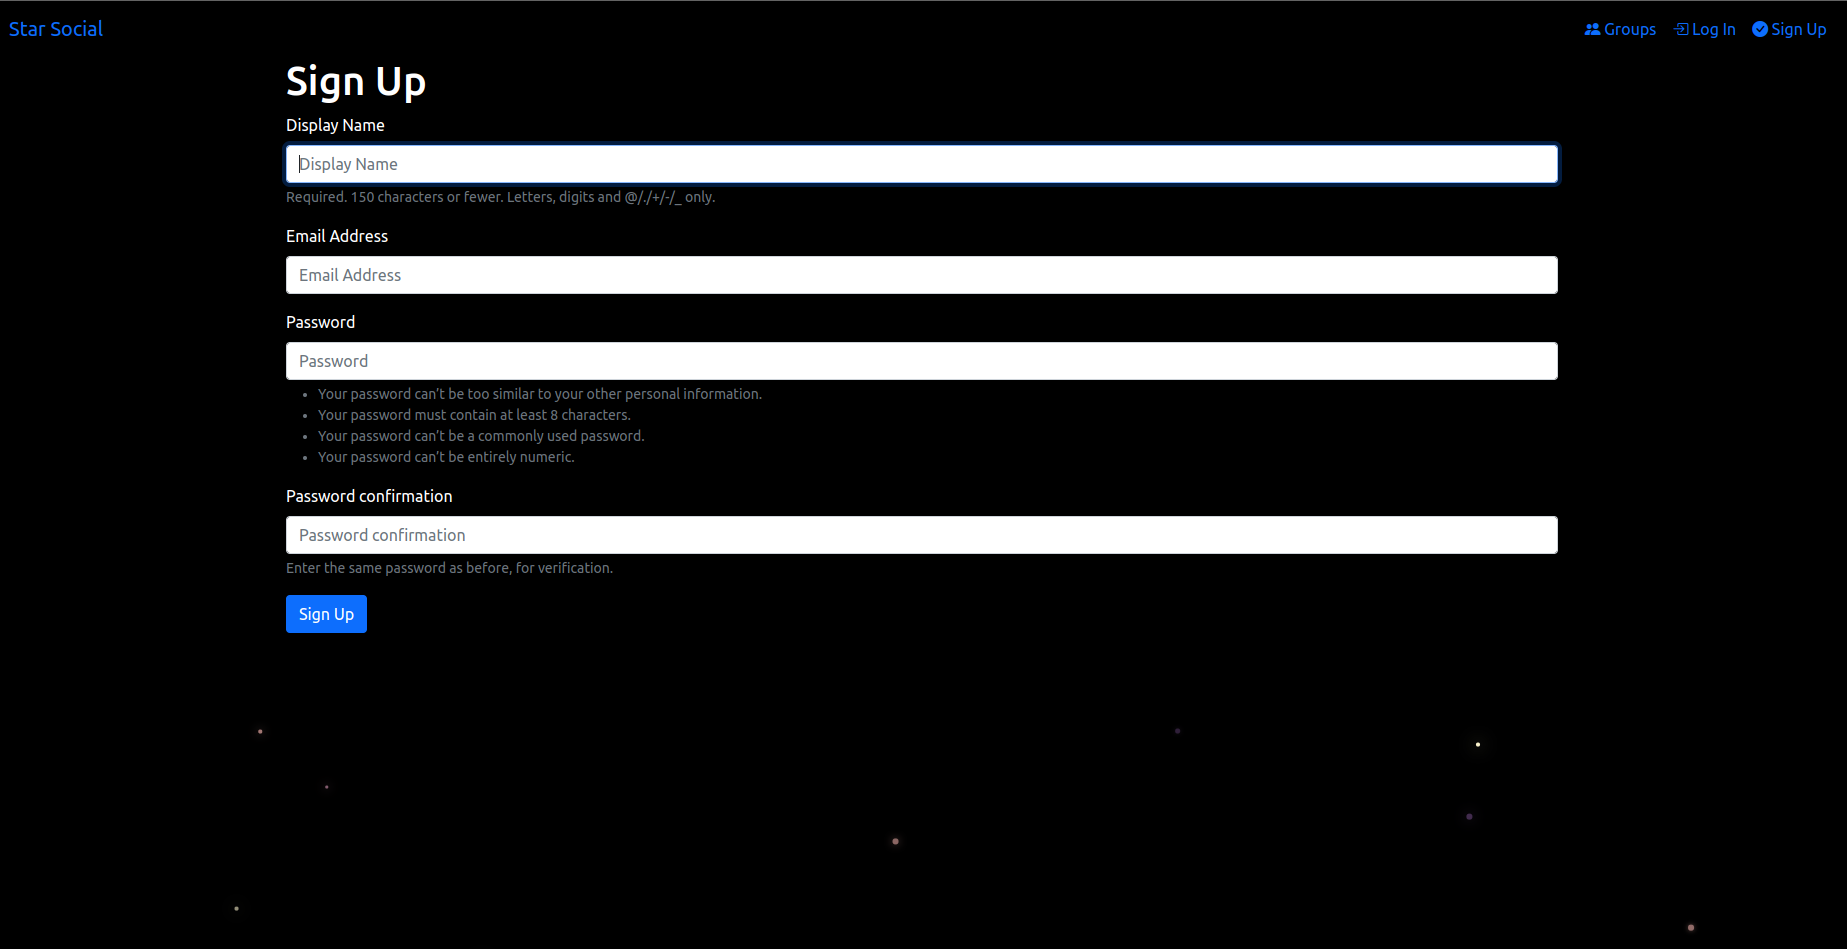 Star Social
Groups Log In Sign Up
Sign Up
Display Name
Display Name
Required. 150 characters or fewer. Letters, digits and @/./+/-/_ only.
Email Address
Email Address
Password
Password
Your password can’t be too similar to your other personal information.
Your password must contain at least 8 characters.
Your password can’t be a commonly used password.
Your password can’t be entirely numeric.
Password confirmation
Password confirmation
Enter the same password as before, for verification.
Sign Up